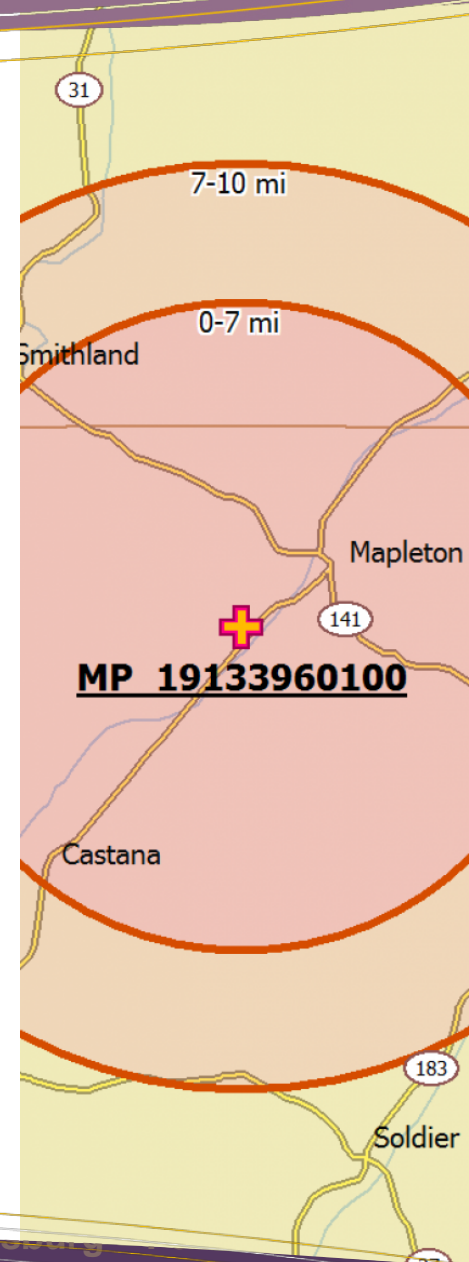 31
7-10 mi
0-7 mi
Smithland
Mapleton
141
MP 19133960100
Castana
183
Soldier